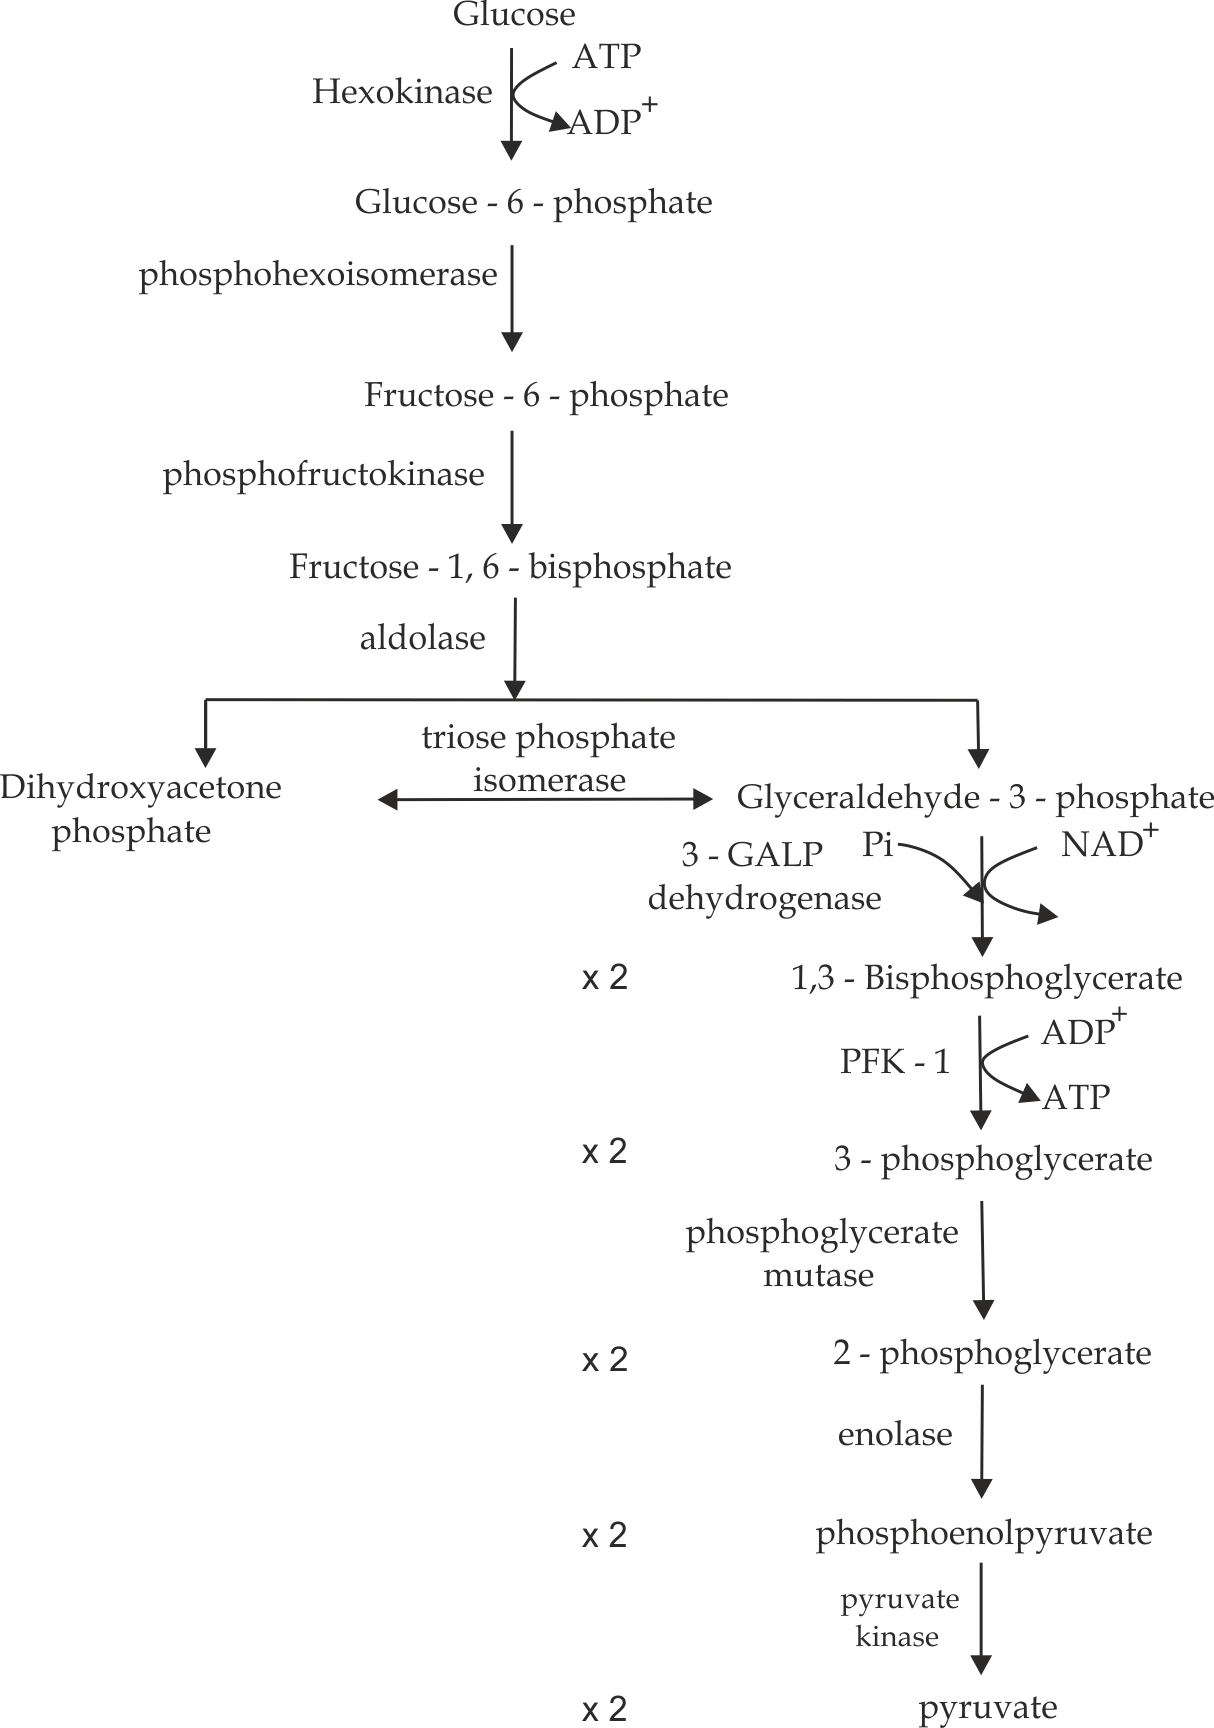 Glucose
ATP
Hexokinase
ADP+
Glucose - 6 - phosphate
phosphohexoisomerase
Fructose - 6 - phosphate
phosphofructokinase
Fructose - 1, 6 - bisphosphate
aldolase
triose phosphate
isomerase
Dihydroxyacetone
phosphate
Glyceraldehyde - 3 - phosphate
3 - GALP
dehydrogenase
Pi
NAD+
x 2
1,3 - Bisphosphoglycerate
PFK - 1
ADP+
ATP
x 2
3 - phosphoglycerate
phosphoglycerate
mutase
x 2
2 - phosphoglycerate
enolase
x 2
phosphoenolpyruvate
pyruvate
kinase
x 2
pyruvate